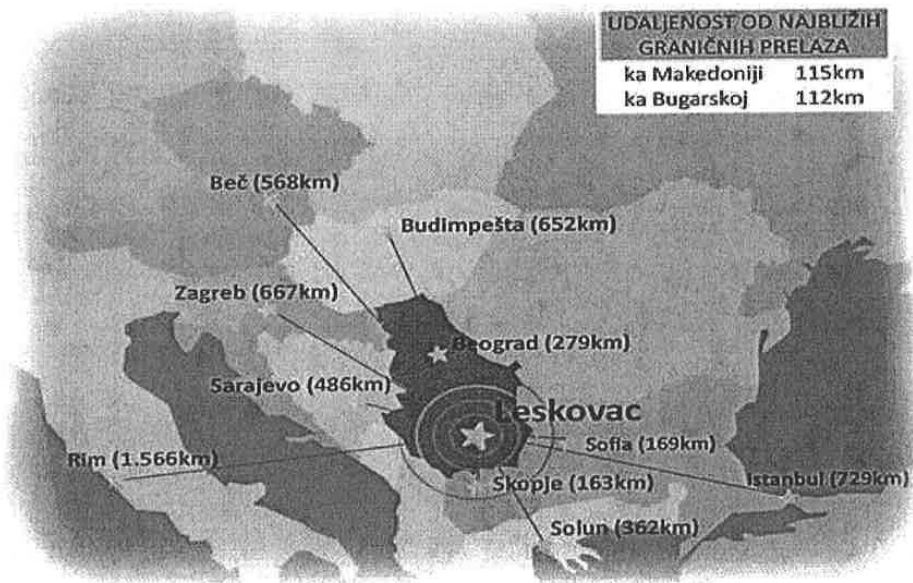 UDALJENOST OD NAJBLIŽIH
GRANIČNIH PRELAZA
ka Makedoniji 115km
ka Bugarskoj 112km
Beč (568km)
Budimpešta (652km)
Zagreb (667km)
Beograd (279km)
Sarajevo (486km)
Leskovac
Sofia (169km)
Rim (1.566km)
Skopje (163km)
Istanbul (729km)
Solun (362km)